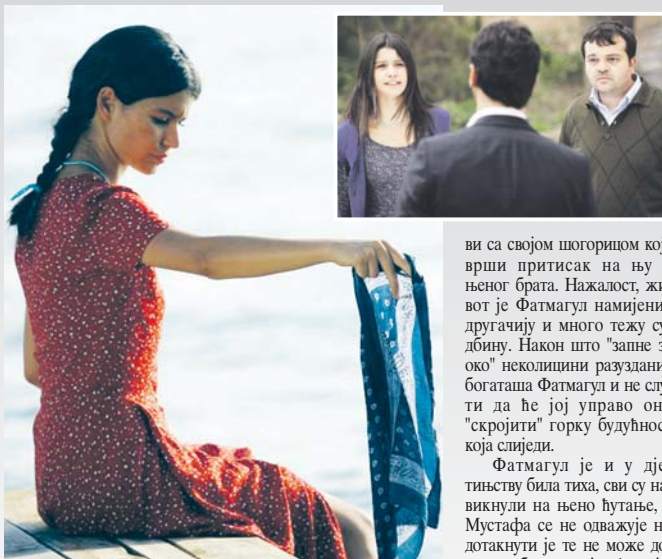 ви са својом шогорицом кој
врши притисак на њу
њеног брата. Нажалост, жи
вот је Фатмагул намијени
другачију и много тежу су
дбину. Након што "запне з
око" неколицини разуздани
богаташа Фатмагул и не слу
ти да ће јој управо он
"скројити" горку будућнос
која слиједи.
Фатмагул је и у дје
тињству била тиха, сви су на
викнули на њено ћутање,
Мустафа се не одважује н
дотакнути је те не може до